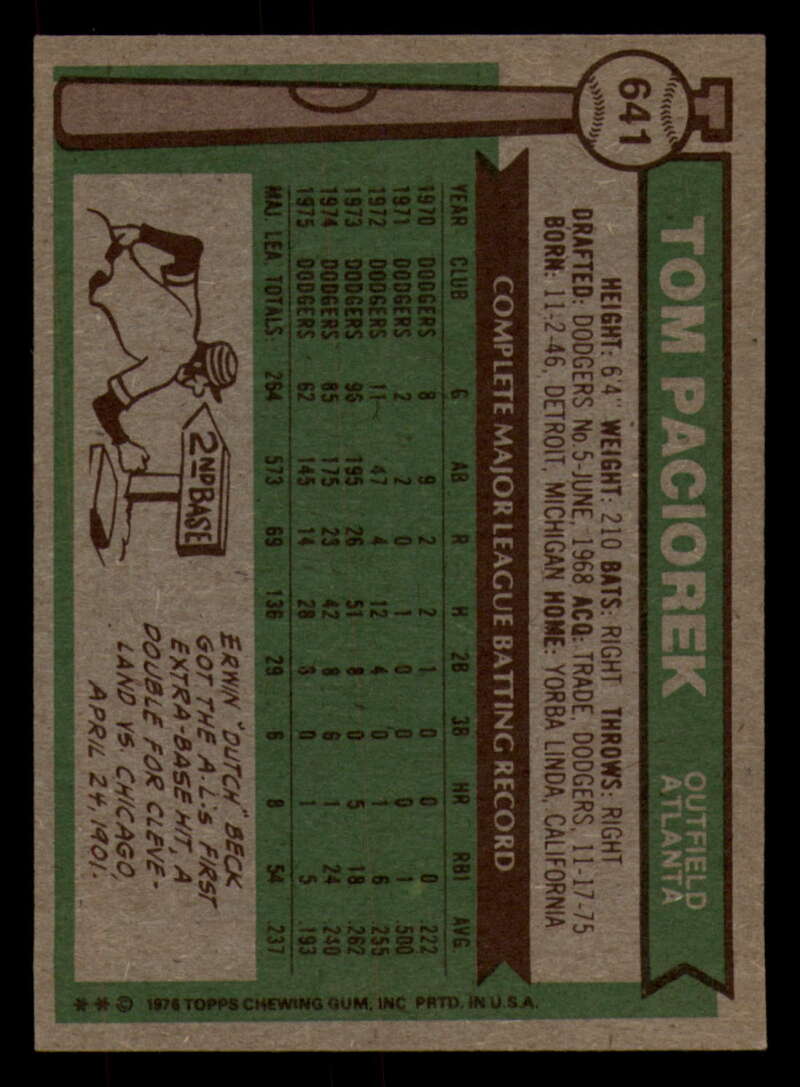 641
TOM PACIOREK
OUTFIELD
ATLANTA
HEIGHT: 6'4" WEIGHT: 210 BATS: RIGHT THROWS: RIGHT
DRAFTED: DODGERS No. 5-JUNE, 1968 ACQ: TRADE, DODGERS, 11-17-75
BORN: 11-2-46, DETROIT, MICHIGAN HOME: YORBA LINDA, CALIFORNIA
COMPLETE MAJOR LEAGUE BATTING RECORD
YEAR CLUB G AB R H 2B 3B HR RBI AVG.
1970 DODGERS 8 9 2 2 1 0 0 0 .222
1971 DODGERS 2 2 0 1 0 0 0 1 .500
1972 DODGERS 11 47 4 12 4 0 1 6 .255
1973 DODGERS 96 195 26 51 8 0 5 18 .262
1974 DODGERS 85 175 23 42 8 6 1 24 .240
1975 DODGERS 62 145 14 28 8 0 1 5 .193
MAJ. LEA. TOTALS: 264 573 69 136 29 6 8 54 .237
2ND BASE
ERWIN "DUTCH" BECK
GOT THE A.L.'S FIRST
EXTRA-BASE HIT, A
DOUBLE FOR CLEVE-
LAND VS. CHICAGO,
APRIL 24, 1901.
** © 1976 TOPPS CHEWING GUM, INC. PRTD. IN U.S.A.